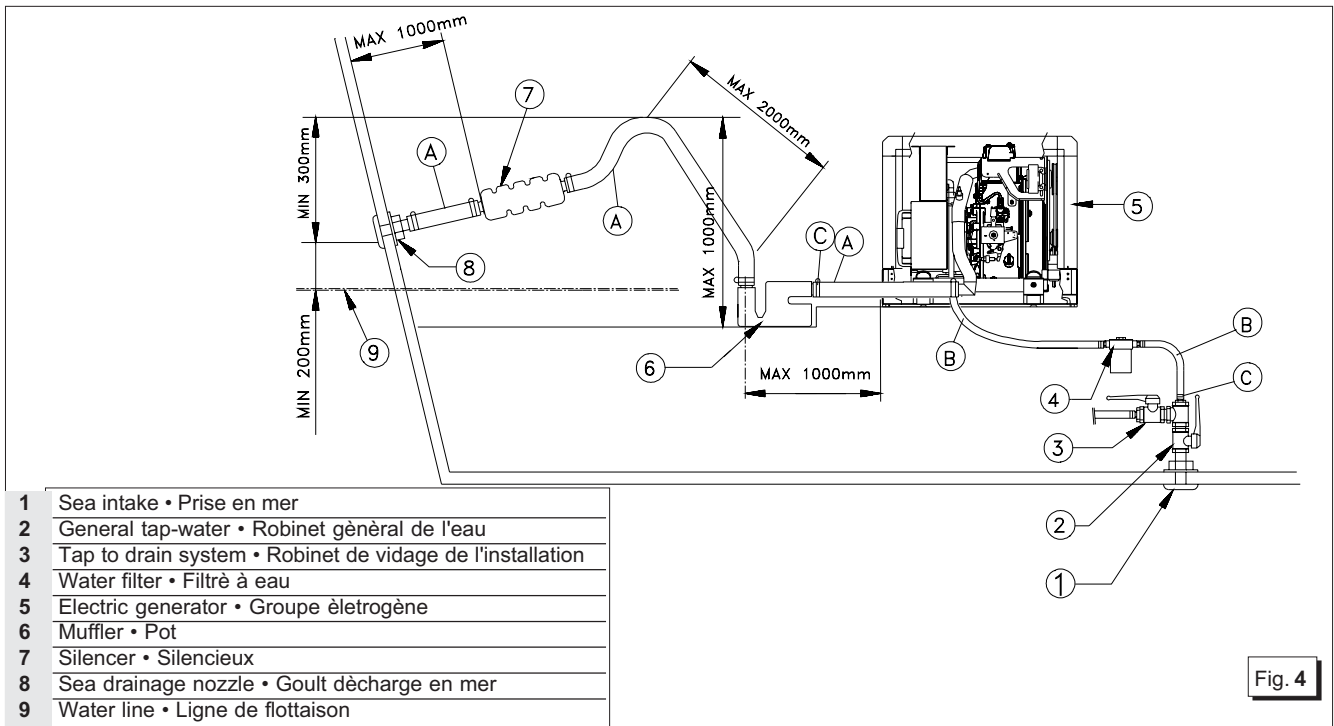 MAX 1000mm
7
MAX 2000mm
MIN 300mm
A
A
MAX 1000mm
5
C
A
8
9
6
B
B
MIN 200mm
MAX 1000mm
4
C
3
2
1
1 Sea intake • Prise en mer
2 General tap-water • Robinet gènèral de l'eau
3 Tap to drain system • Robinet de vidage de l'installation
4 Water filter • Filtrè à eau
5 Electric generator • Groupe èletrogène
6 Muffler • Pot
7 Silencer • Silencieux
8 Sea drainage nozzle • Goult dècharge en mer
9 Water line • Ligne de flottaison
Fig. 4